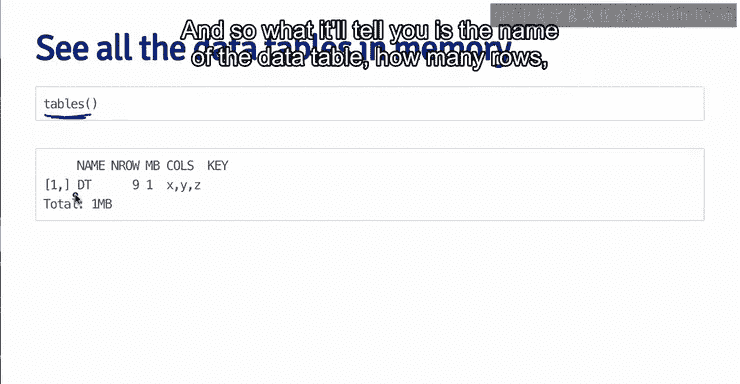 And so what it'll tell you is the name
of the data table, how many rows,
See all the data tables in memory
tables()
NAME NROW MB COLS KEY
[1,] DT 9 1 x,y,z
Total: 1MB